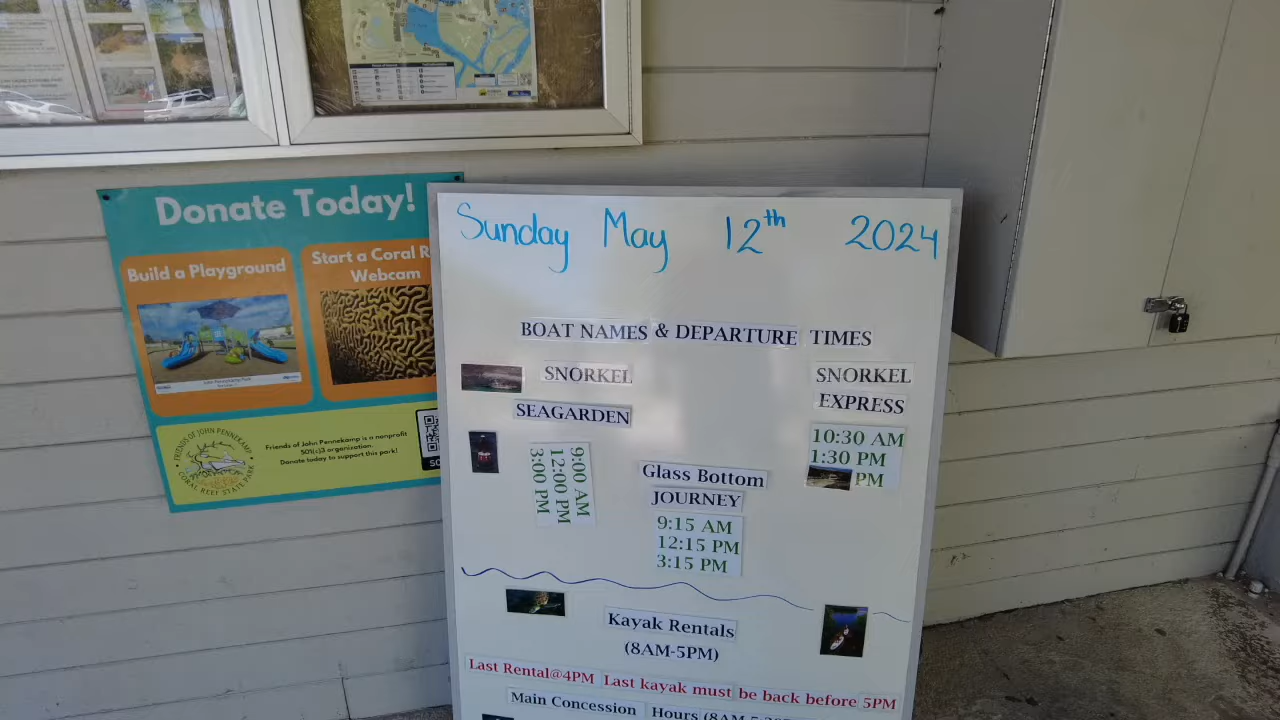 Donate Today!
Build a Playground
Start a Coral R
Webcam
FRIENDS OF JOHN PENNEKAMP
CORAL REEF STATE PARK
Friends of John Pennekamp is a nonprofit
501(c)3 organization.
Donate today to support this park!
Sunday May 12th 2024
BOAT NAMES & DEPARTURE TIMES
SNORKEL
SEAGARDEN
9:00 AM
12:00 PM
3:00 PM
SNORKEL
EXPRESS
10:30 AM
1:30 PM
PM
Glass Bottom
JOURNEY
9:15 AM
12:15 PM
3:15 PM
Kayak Rentals
(8AM-5PM)
Last Rental@4PM Last kayak must be back before 5PM
Main Concession Hours (8AM